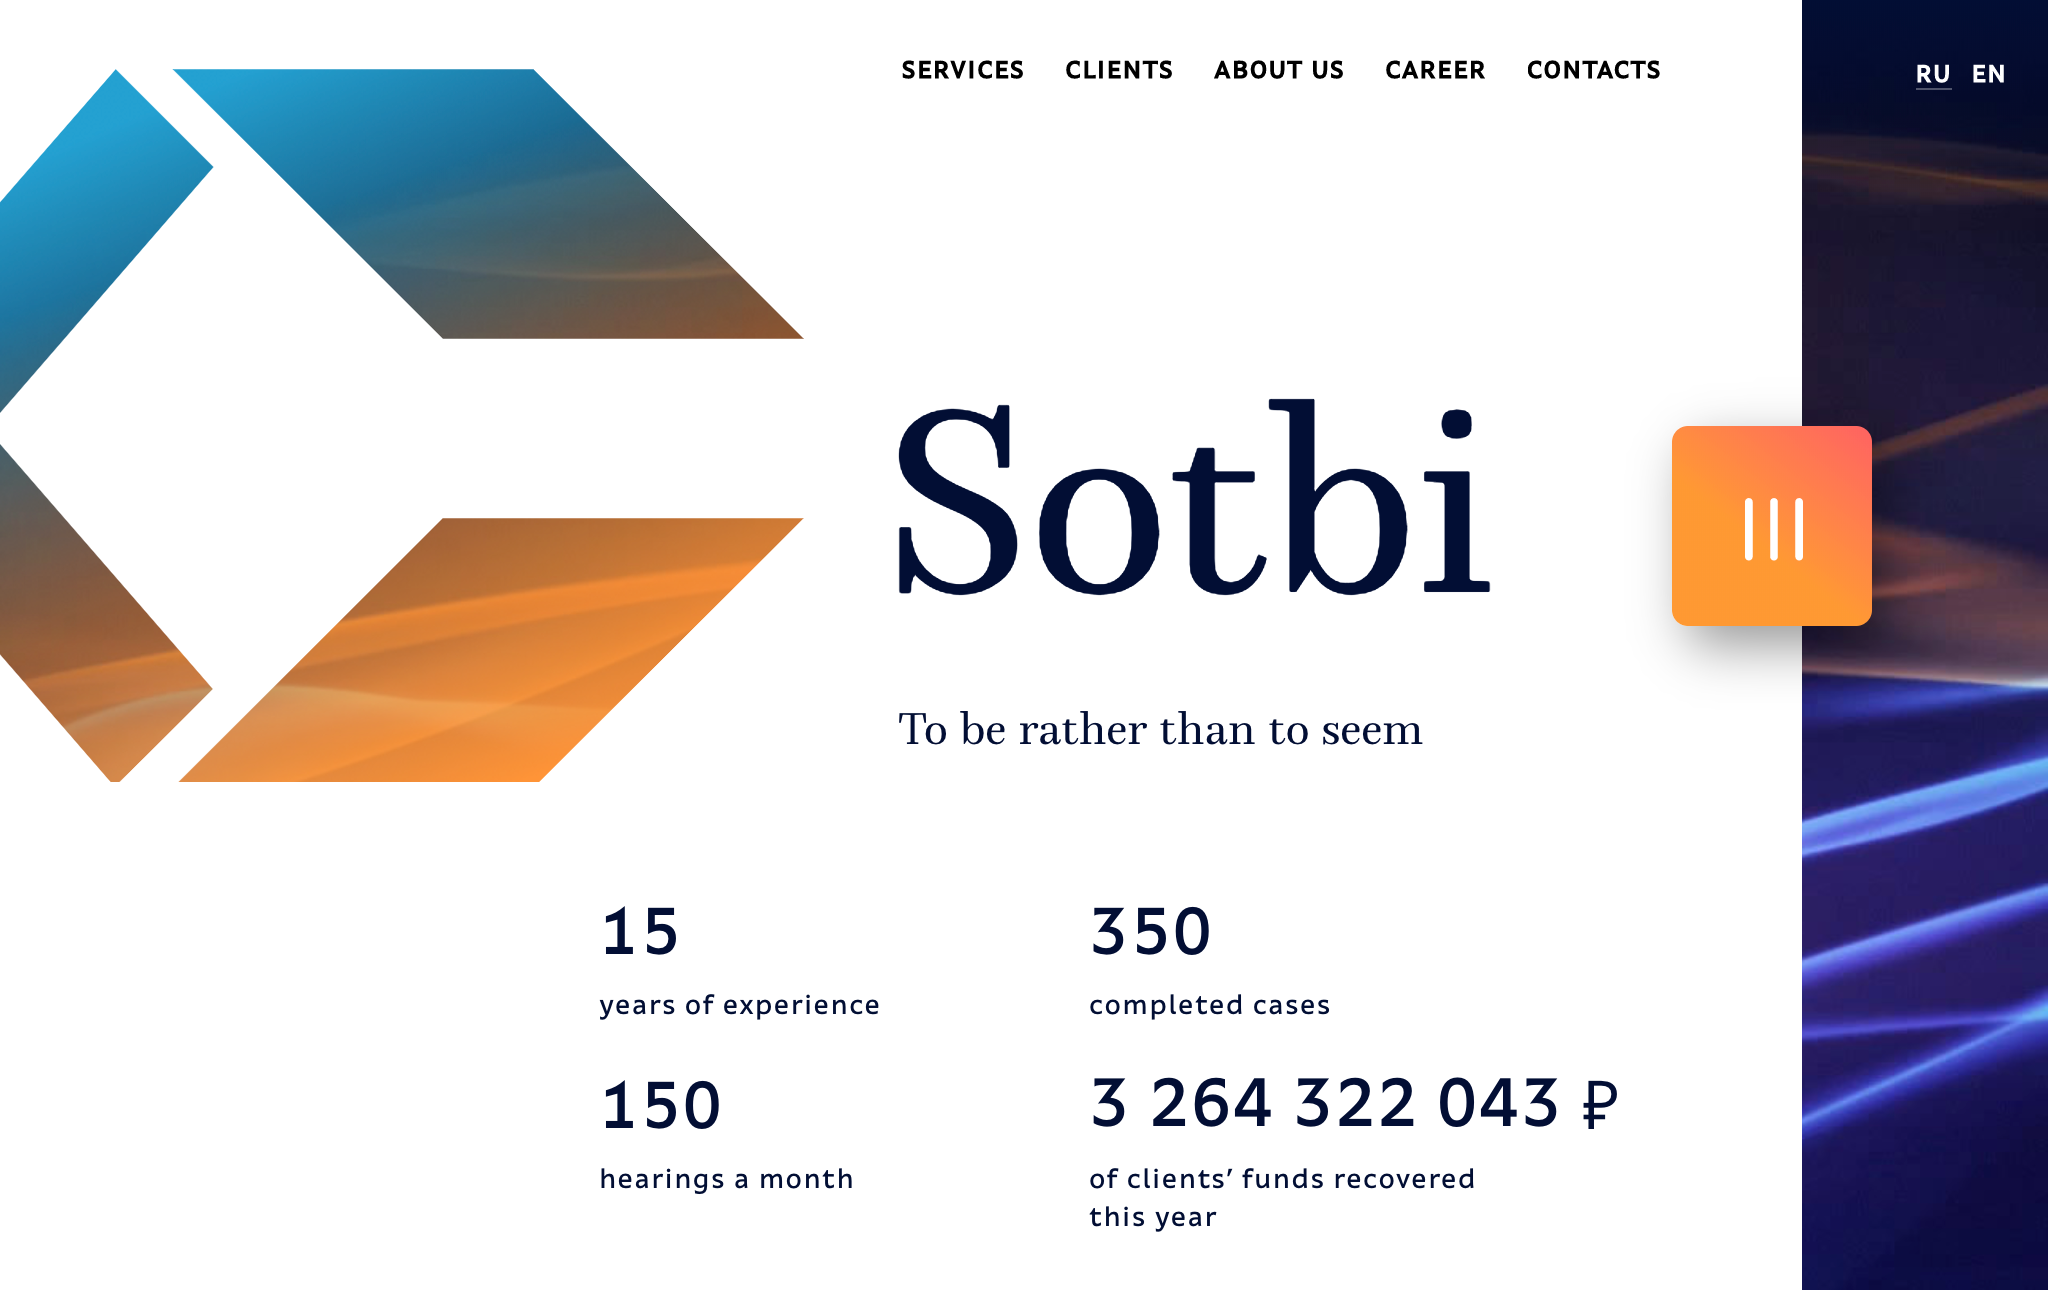 SERVICES CLIENTS ABOUT US CAREER CONTACTS
RU EN
Sotbi
To be rather than to seem
15
years of experience
350
completed cases
150
hearings a month
3 264 322 043 ₽
of clients’ funds recovered
this year